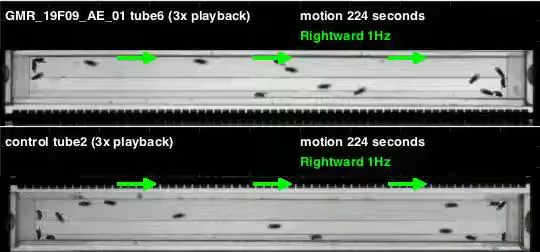 GMR_19F09_AE_01 tube6 (3x playback) motion 224 seconds
Rightward 1Hz
control tube2 (3x playback) motion 224 seconds
Rightward 1Hz